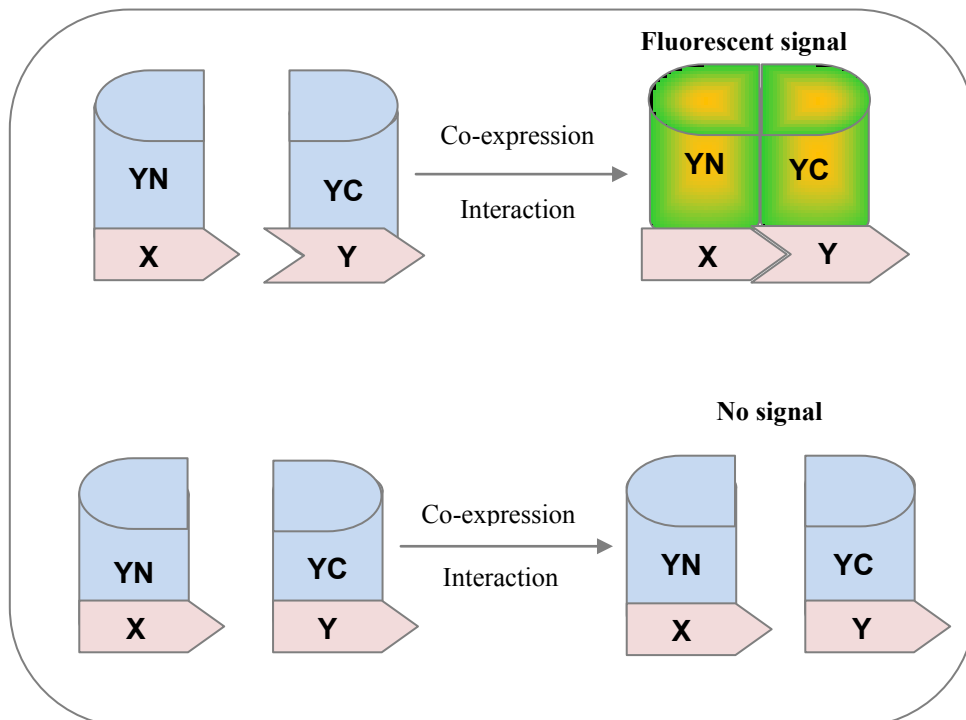 Fluorescent signal
YN
YC
Co-expression
Interaction
YN
YC
X
Y
X
Y
No signal
YN
YC
Co-expression
Interaction
YN
YC
X
Y
X
Y